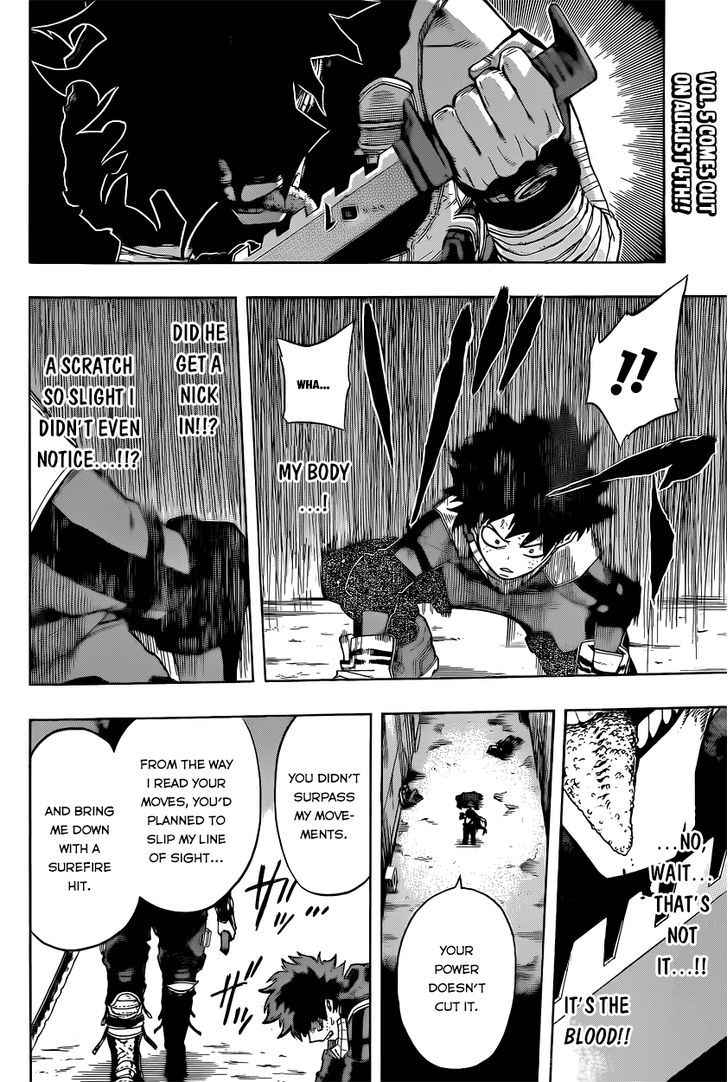 VOL. 5 COMES OUT
ON AUGUST 4TH!!
!!
WHA...
MY BODY
...!
DID HE
GET A
NICK
IN!!?
A SCRATCH
SO SLIGHT I
DIDN'T EVEN
NOTICE...!!?
...NO,
WAIT...
THAT'S
NOT
IT...!!
IT'S THE
BLOOD!!
YOUR
POWER
DOESN'T
CUT IT.
YOU DIDN'T
SURPASS
MY MOVE-
MENTS.
FROM THE WAY
I READ YOUR
MOVES, YOU'D
PLANNED TO
SLIP MY LINE
OF SIGHT...
AND BRING
ME DOWN
WITH A
SUREFIRE
HIT.